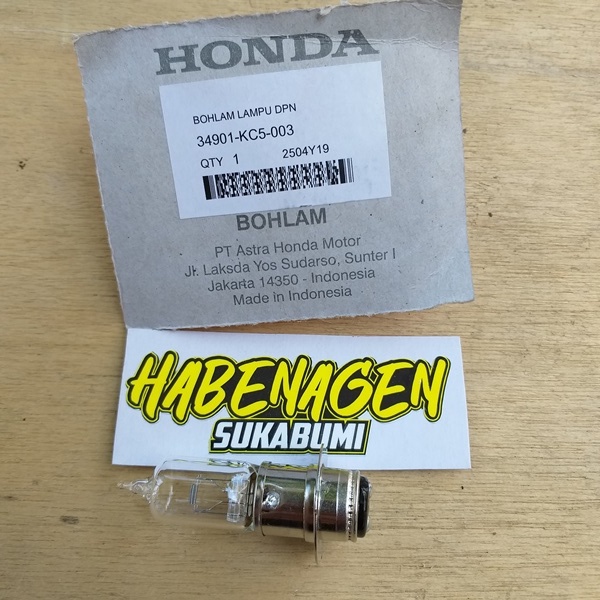 HONDA
BOHLAM LAMPU DPN
34901-KC5-003
QTY 1 2504Y19
BOHLAM
PT Astra Honda Motor
Jl. Laksda Yos Sudarso, Sunter I
Jakarta 14350 - Indonesia
Made in Indonesia
HABENAGEN
SUKABUMI